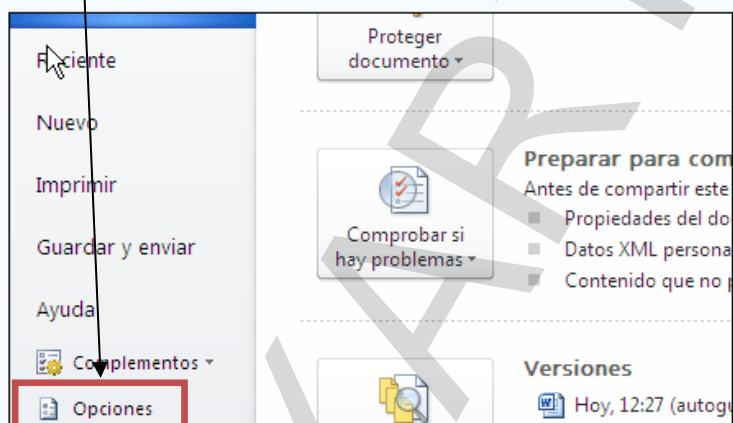 Reciente
Nuevo
Imprimir
Guardar y enviar
Ayuda
Complementos
Opciones
Proteger
documento
Comprobar si
hay problemas
Preparar para com
Antes de compartir este
Propiedades del do
Datos XML persona
Contenido que no p
Versiones
Hoy, 12:27 (autogu